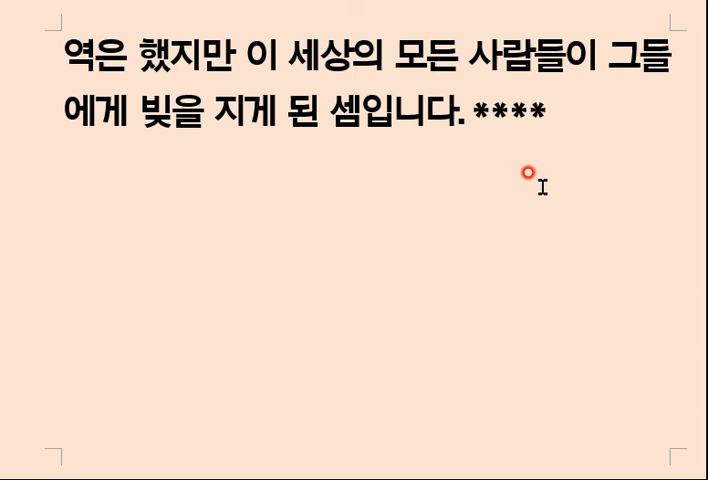 역은 했지만 이 세상의 모든 사람들이 그들
에게 빚을 지게 된 셈입니다. ****